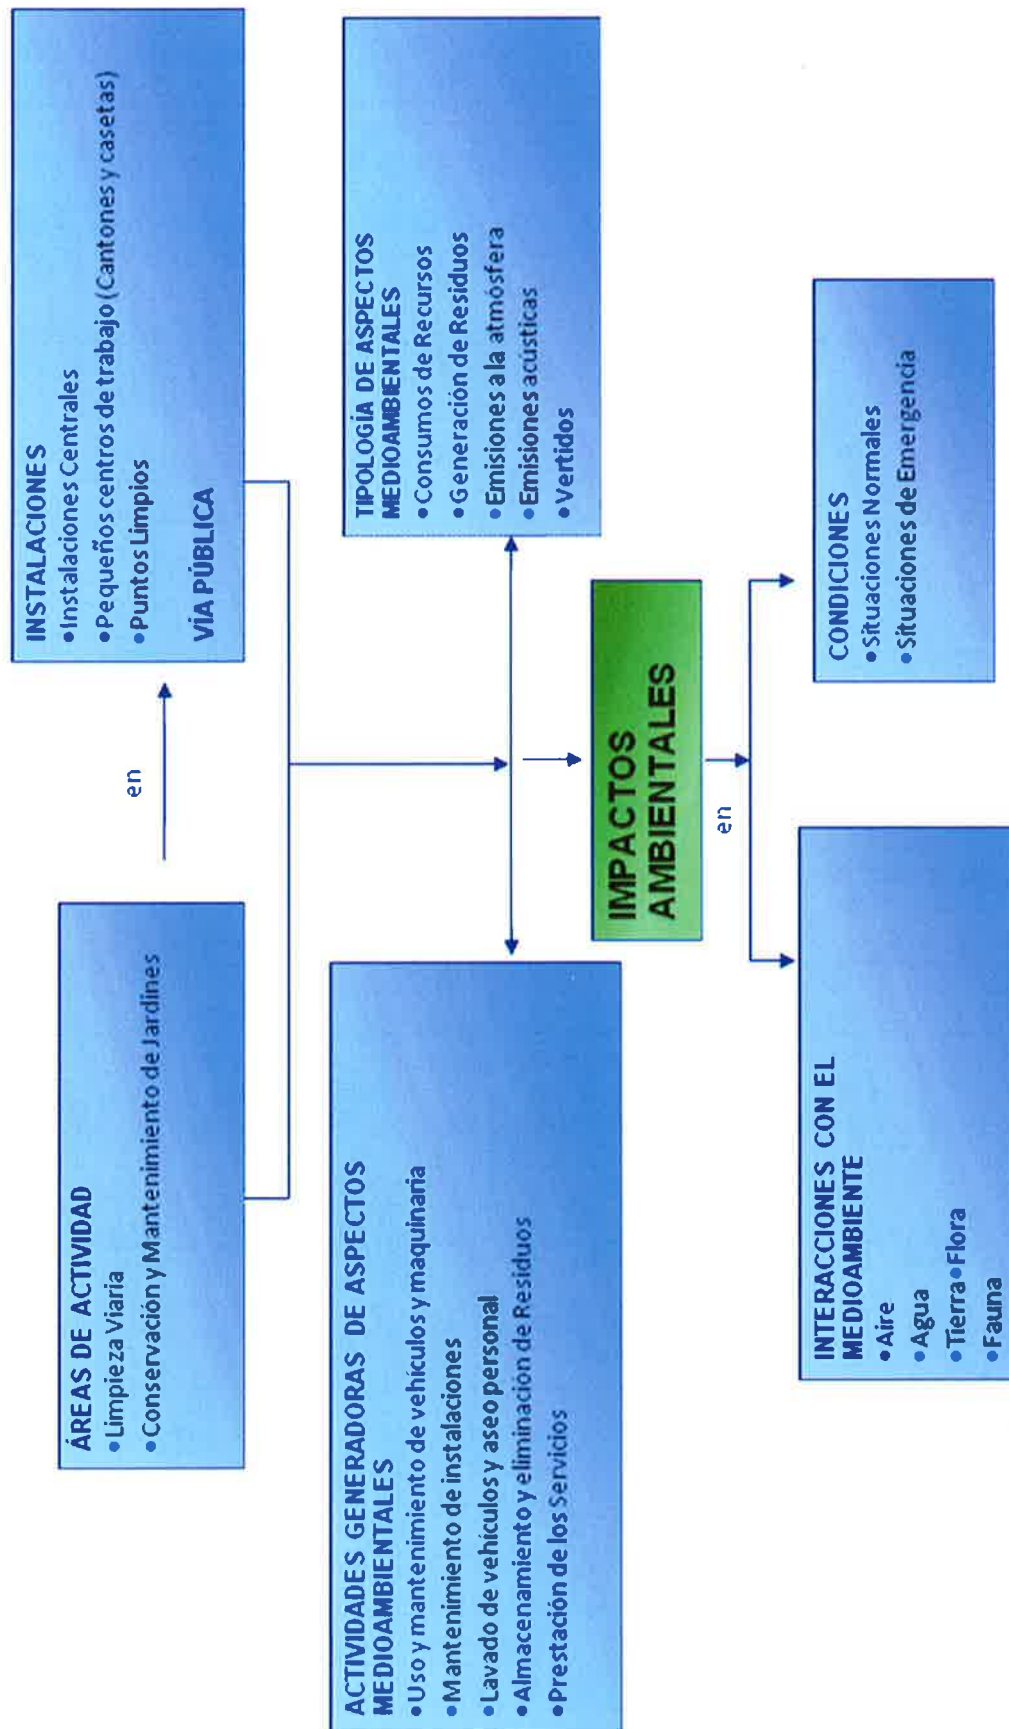 ÁREAS DE ACTIVIDAD
•Limpieza Viaria
•Conservación y Mantenimiento de Jardines
en
INSTALACIONES
•Instalaciones Centrales
•Pequeños centros de trabajo (Cantones y casetas)
•Puntos Limpios
VÍA PÚBLICA
ACTIVIDADES GENERADORAS DE ASPECTOS
MEDIOAMBIENTALES
•Uso y mantenimiento de vehículos y maquinaria
•Mantenimiento de instalaciones
•Lavado de vehículos y aseo personal
•Almacenamiento y eliminación de Residuos
•Prestación de los Servicios
TIPOLOGÍA DE ASPECTOS
MEDIOAMBIENTALES
•Consumos de Recursos
•Generación de Residuos
•Emisiones a la atmósfera
•Emisiones acústicas
•Vertidos
IMPACTOS
AMBIENTALES
en
INTERACCIONES CON EL
MEDIOAMBIENTE
•Aire
•Agua
•Tierra•Flora
•Fauna
CONDICIONES
•Situaciones Normales
•Situaciones de Emergencia